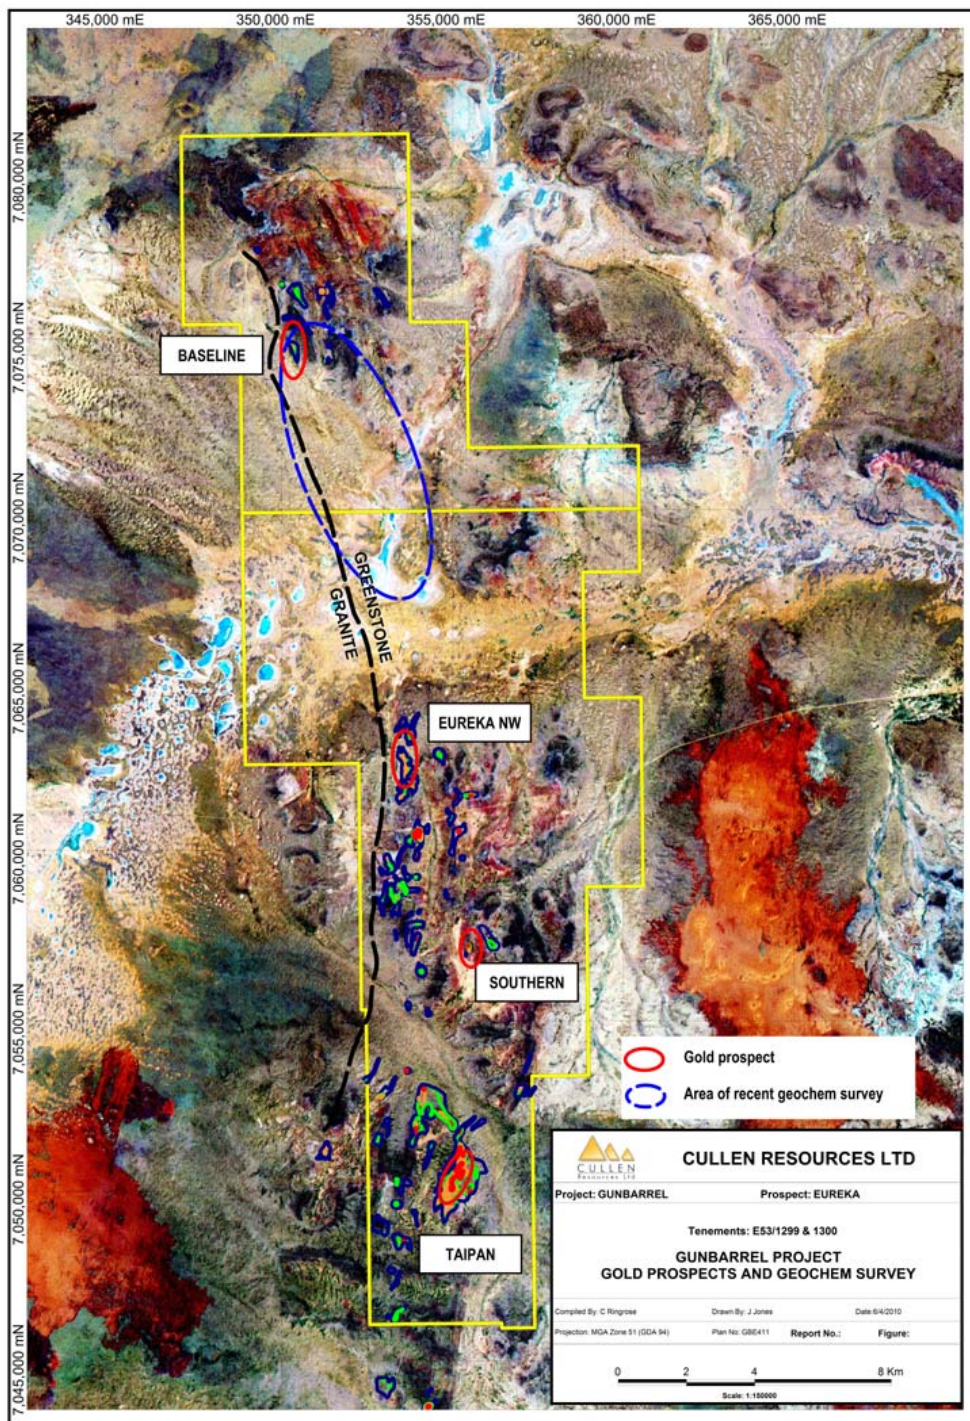 345,000 mE
350,000 mE
355,000 mE
360,000 mE
365,000 mE
7,080,000 mN
7,075,000 mN
7,070,000 mN
7,065,000 mN
7,060,000 mN
7,055,000 mN
7,050,000 mN
7,045,000 mN
BASELINE
GREENSTONE
GRANITE
EUREKA NW
SOUTHERN
TAIPAN
Gold prospect
Area of recent geochem survey
CULLEN
Resources Ltd
CULLEN RESOURCES LTD
Project: GUNBARREL
Prospect: EUREKA
Tenements: E53/1299 & 1300
GUNBARREL PROJECT
GOLD PROSPECTS AND GEOCHEM SURVEY
Compiled By: C Ringrose
Drawn By: J Jones
Date:6/4/2010
Projection: MGA Zone 51 (GDA 94)
Plan No: GBE411
Report No.:
Figure:
0 2 4 8 Km
Scale: 1:150000